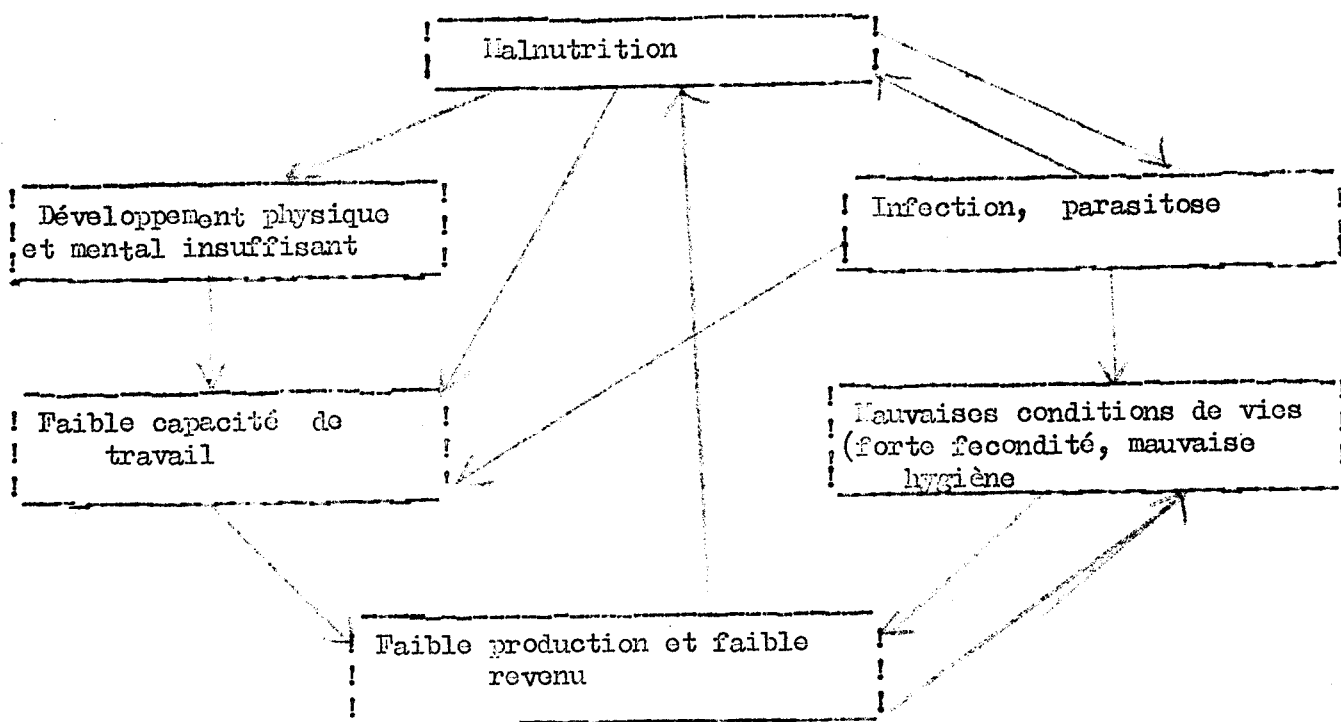 Malnutrition
Développement physique
et mental insuffisant
Infection, parasitose
Faible capacité de
travail
Mauvaises conditions de vies
(forte fecondité, mauvaise
hygiène
Faible production et faible
revenu